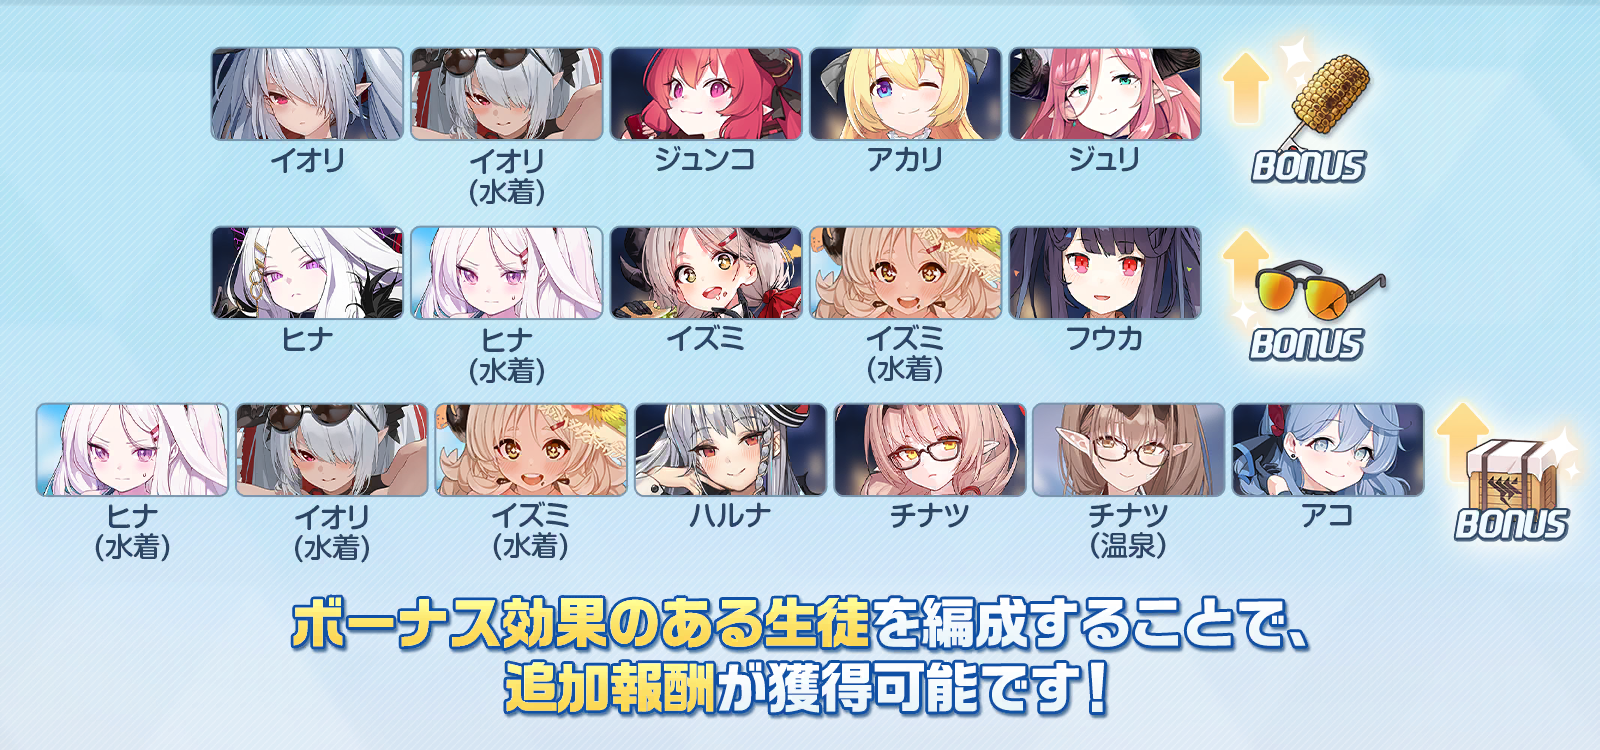 イオリ
イオリ
(水着)
ジュンコ
アカリ
ジュリ
BONUS
ヒナ
ヒナ
(水着)
イズミ
イズミ
(水着)
フウカ
BONUS
ヒナ
(水着)
イオリ
(水着)
イズミ
(水着)
ハルナ
チナツ
チナツ
(温泉)
アコ
BONUS
ボーナス効果のある生徒を編成することで、
追加報酬が獲得可能です!